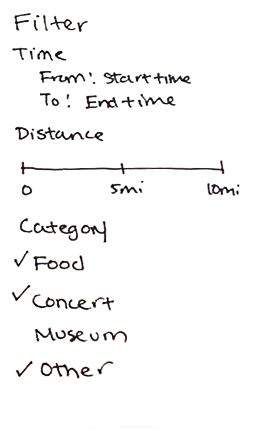 Filter
Time
From: Start time
To: End time
Distance
0 5mi 10mi
Category
✓ Food
✓ Concert
Museum
✓ Other